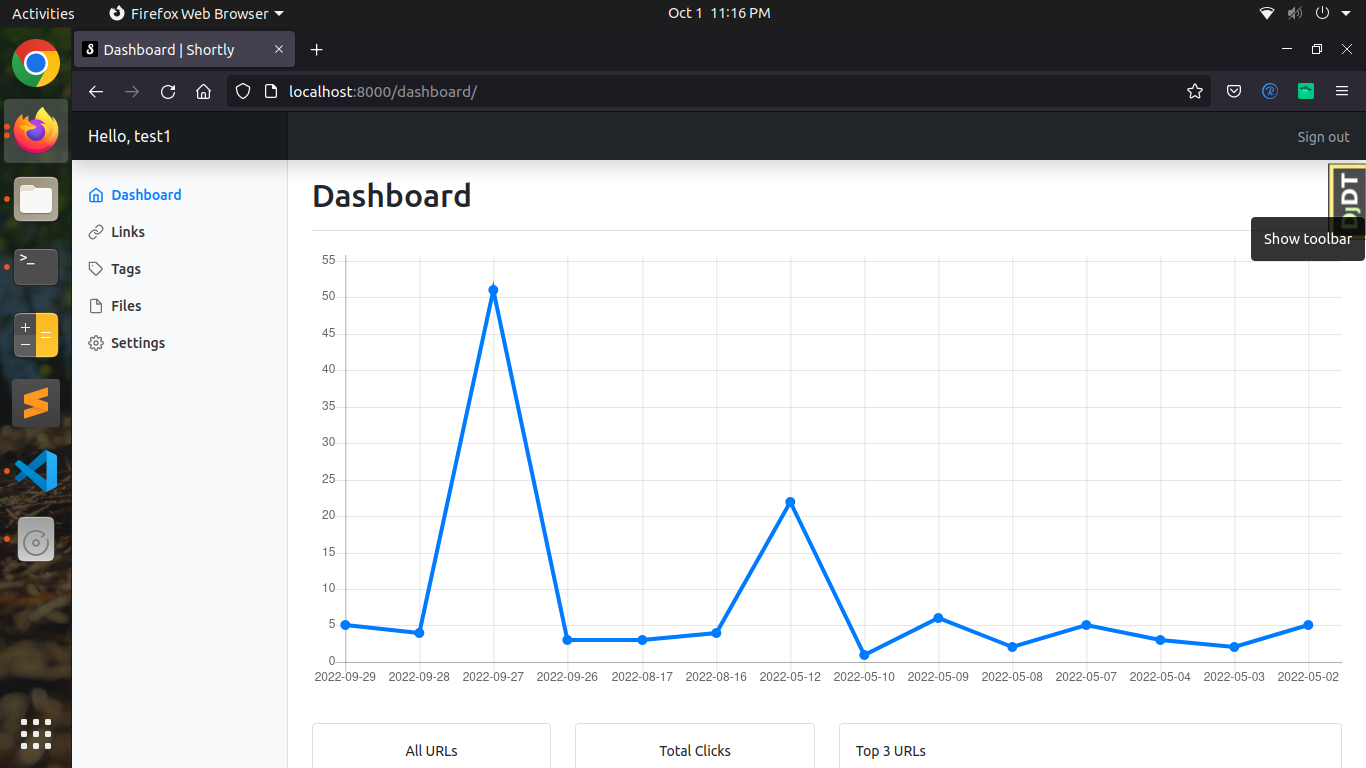 Activities
Firefox Web Browser
Oct 1 11:16 PM
Dashboard | Shortly
localhost:8000/dashboard/
Hello, test1
Sign out
Dashboard
Links
Tags
Files
Settings
Dashboard
DjDT
Show toolbar
55
50
45
40
35
30
25
20
15
10
5
0
2022-09-29 2022-09-28 2022-09-27 2022-09-26 2022-08-17 2022-08-16 2022-05-12 2022-05-10 2022-05-09 2022-05-08 2022-05-07 2022-05-04 2022-05-03 2022-05-02
All URLs
Total Clicks
Top 3 URLs